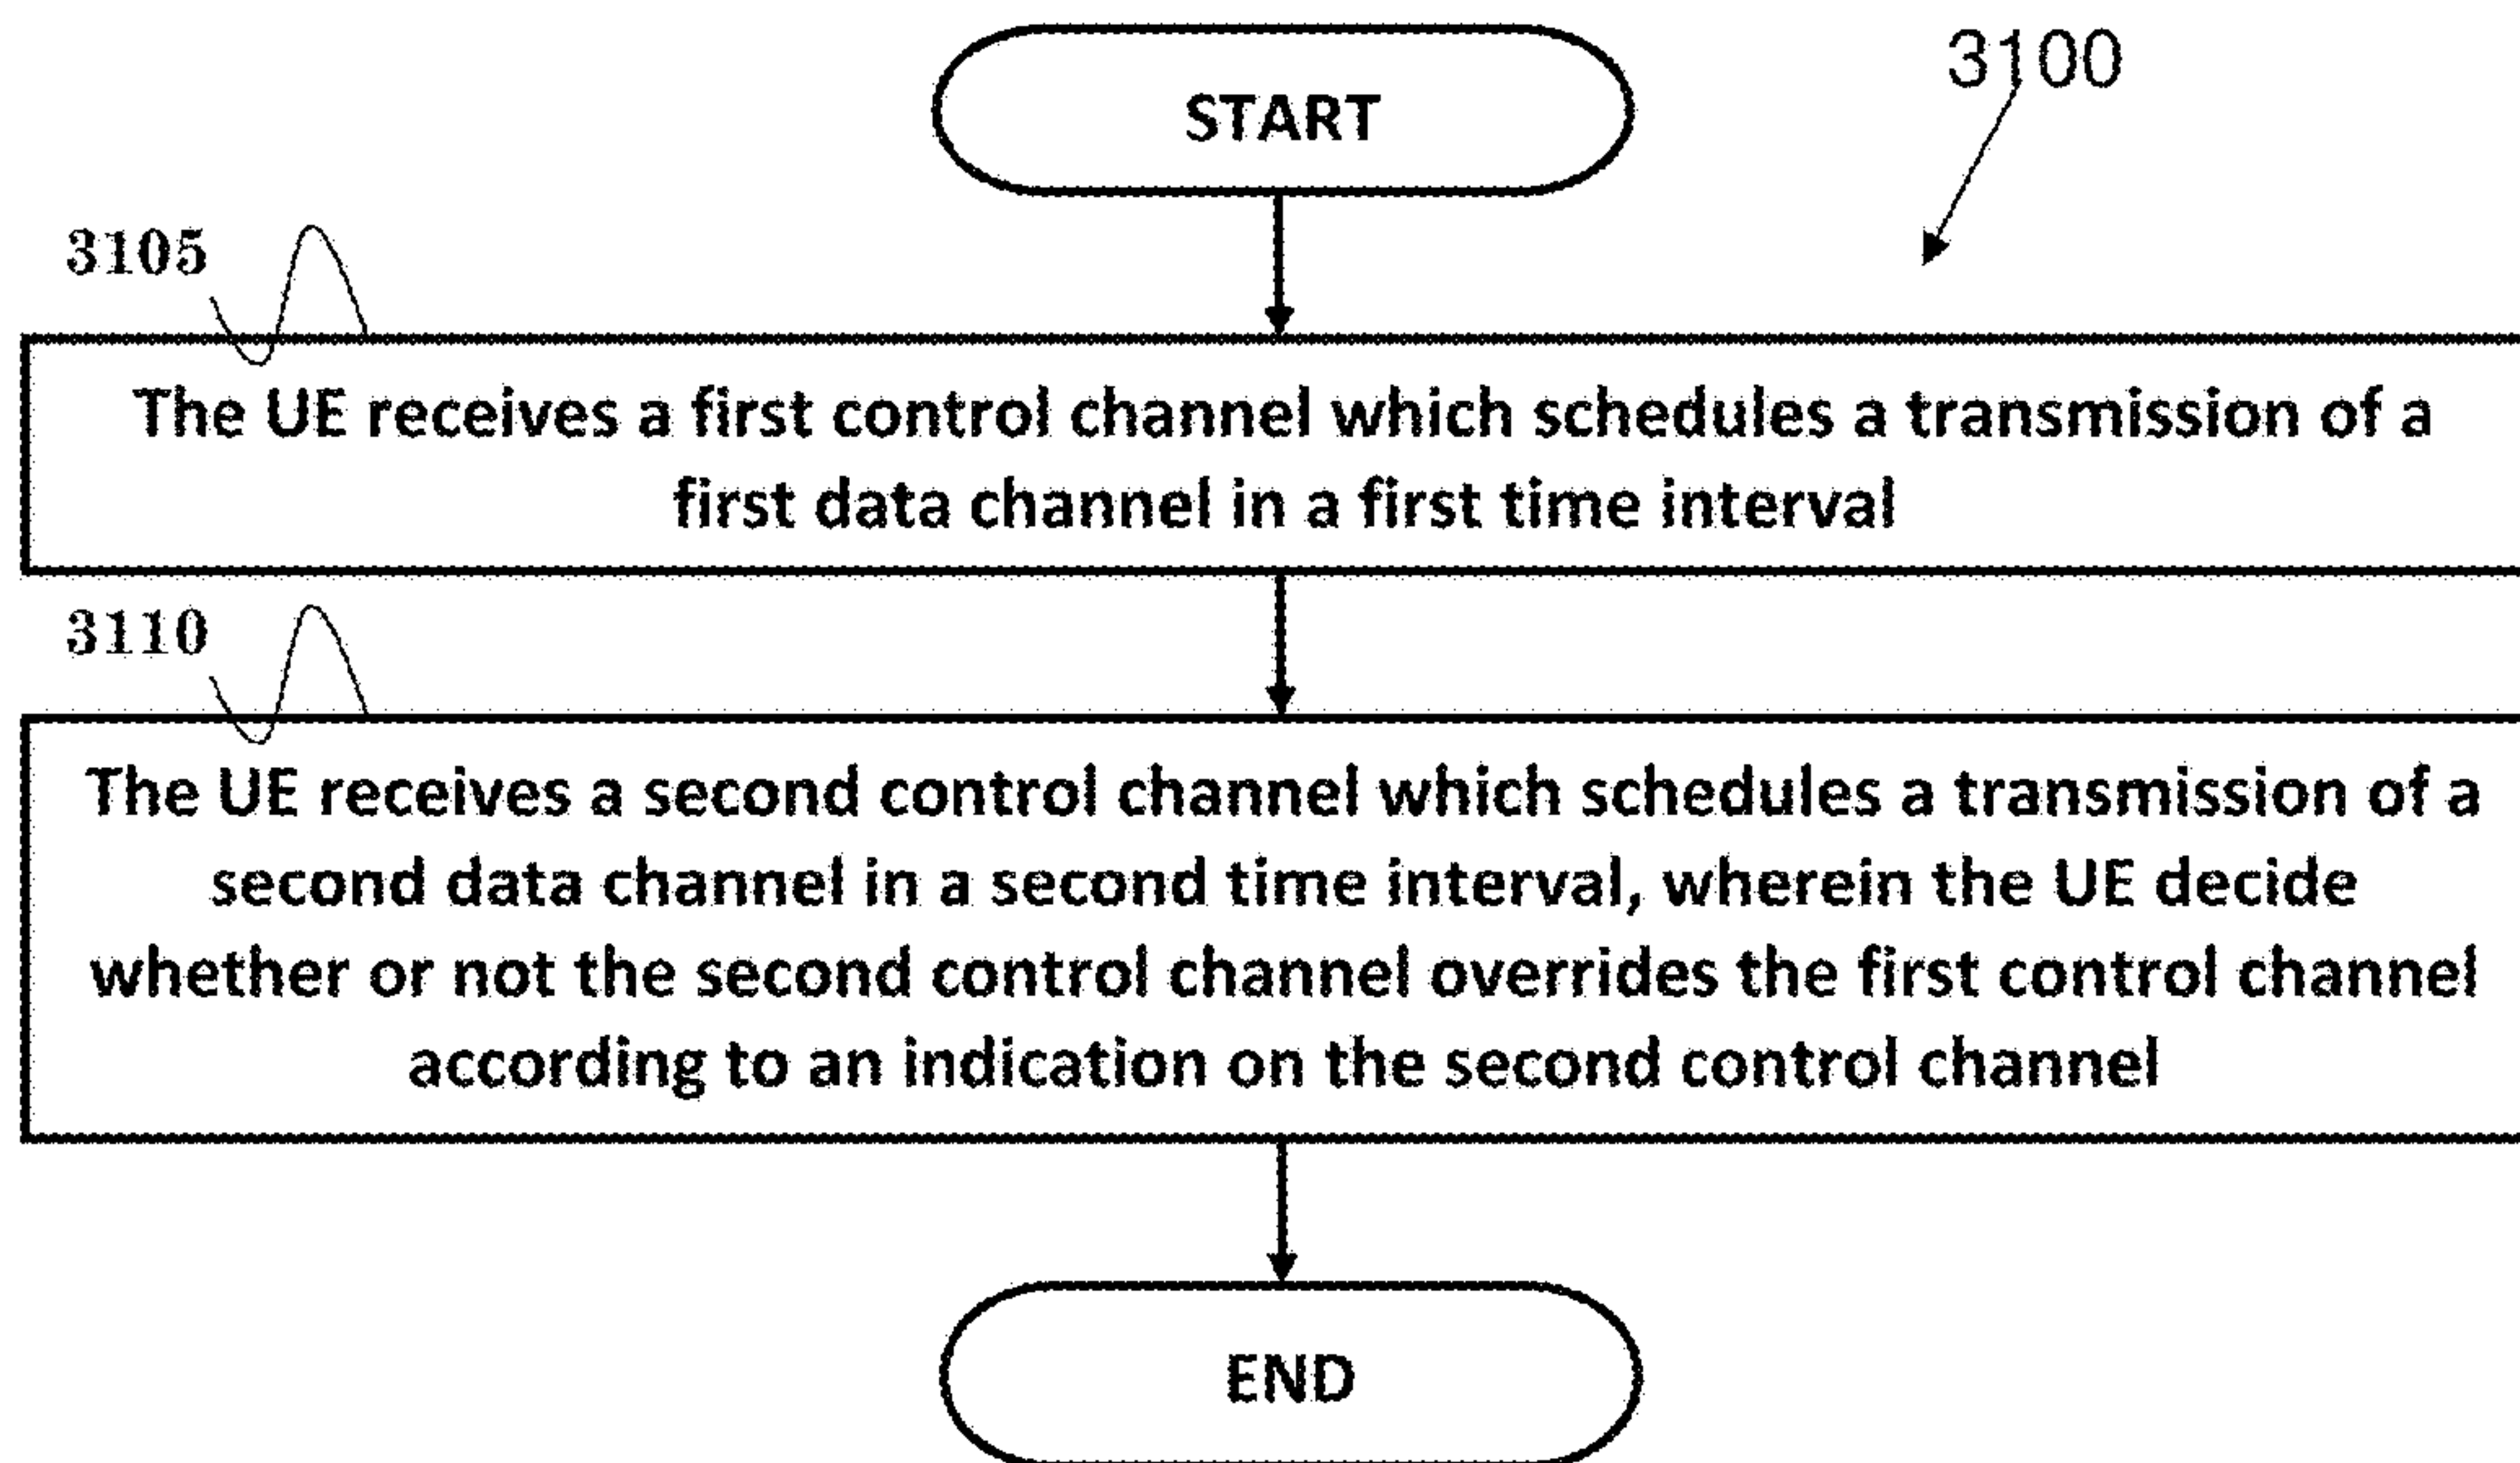 START
3100
3105
The UE receives a first control channel which schedules a transmission of a
first data channel in a first time interval
3110
The UE receives a second control channel which schedules a transmission of a
second data channel in a second time interval, wherein the UE decide
whether or not the second control channel overrides the first control channel
according to an indication on the second control channel
END